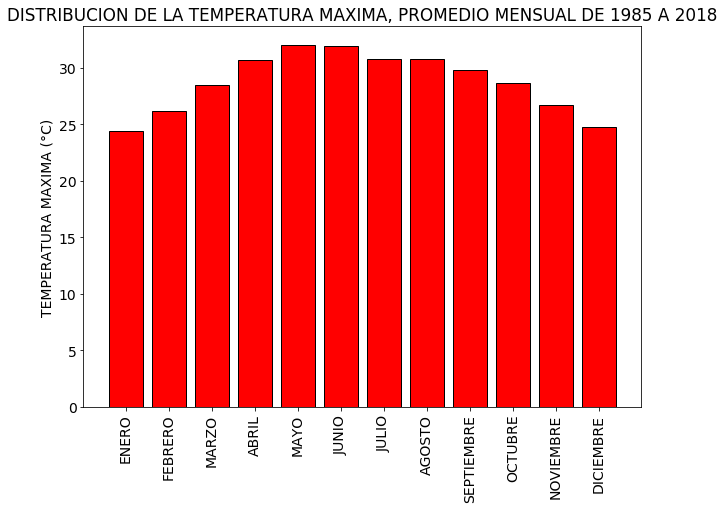 DISTRIBUCION DE LA TEMPERATURA MAXIMA, PROMEDIO MENSUAL DE 1985 A 2018
TEMPERATURA MAXIMA (°C)
30
25
20
15
10
5
0
ENERO
FEBRERO
MARZO
ABRIL
MAYO
JUNIO
JULIO
AGOSTO
SEPTIEMBRE
OCTUBRE
NOVIEMBRE
DICIEMBRE